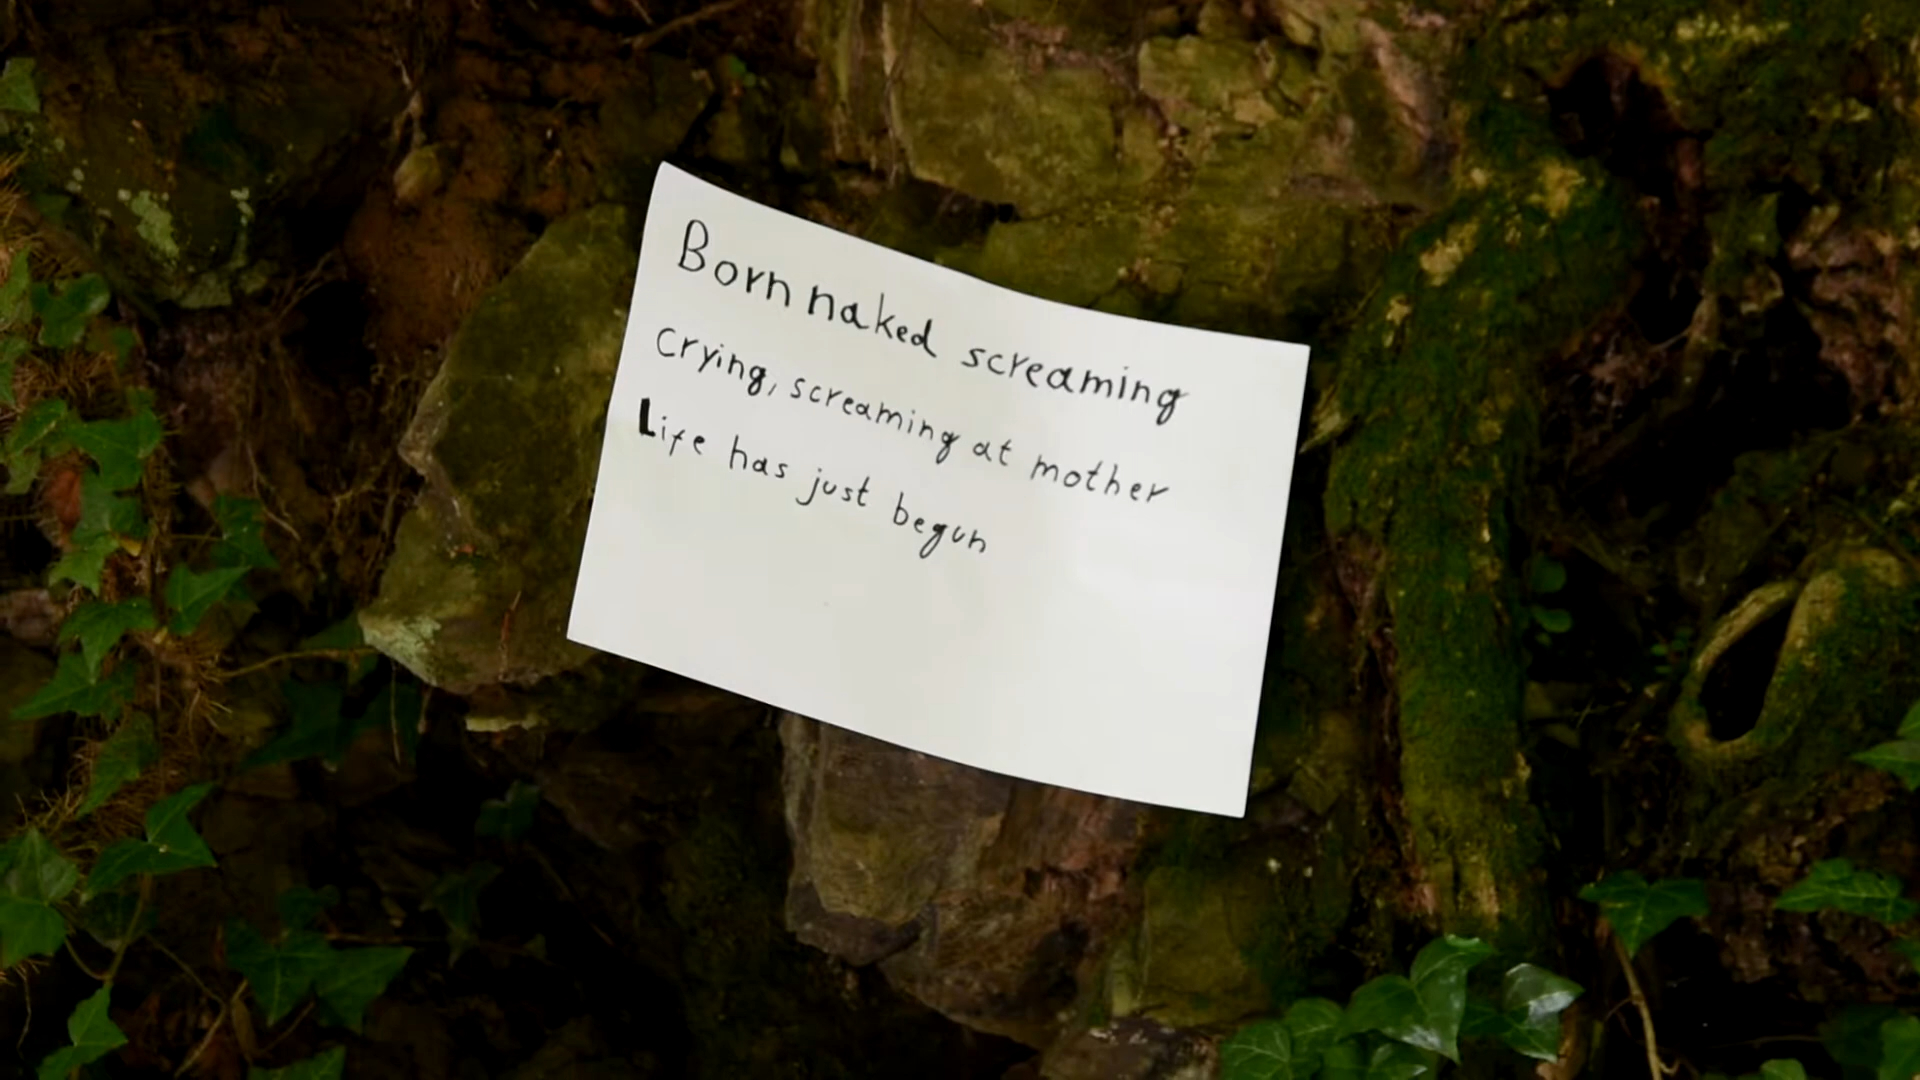 Born naked screaming
Crying, screaming at mother
Life has just begun